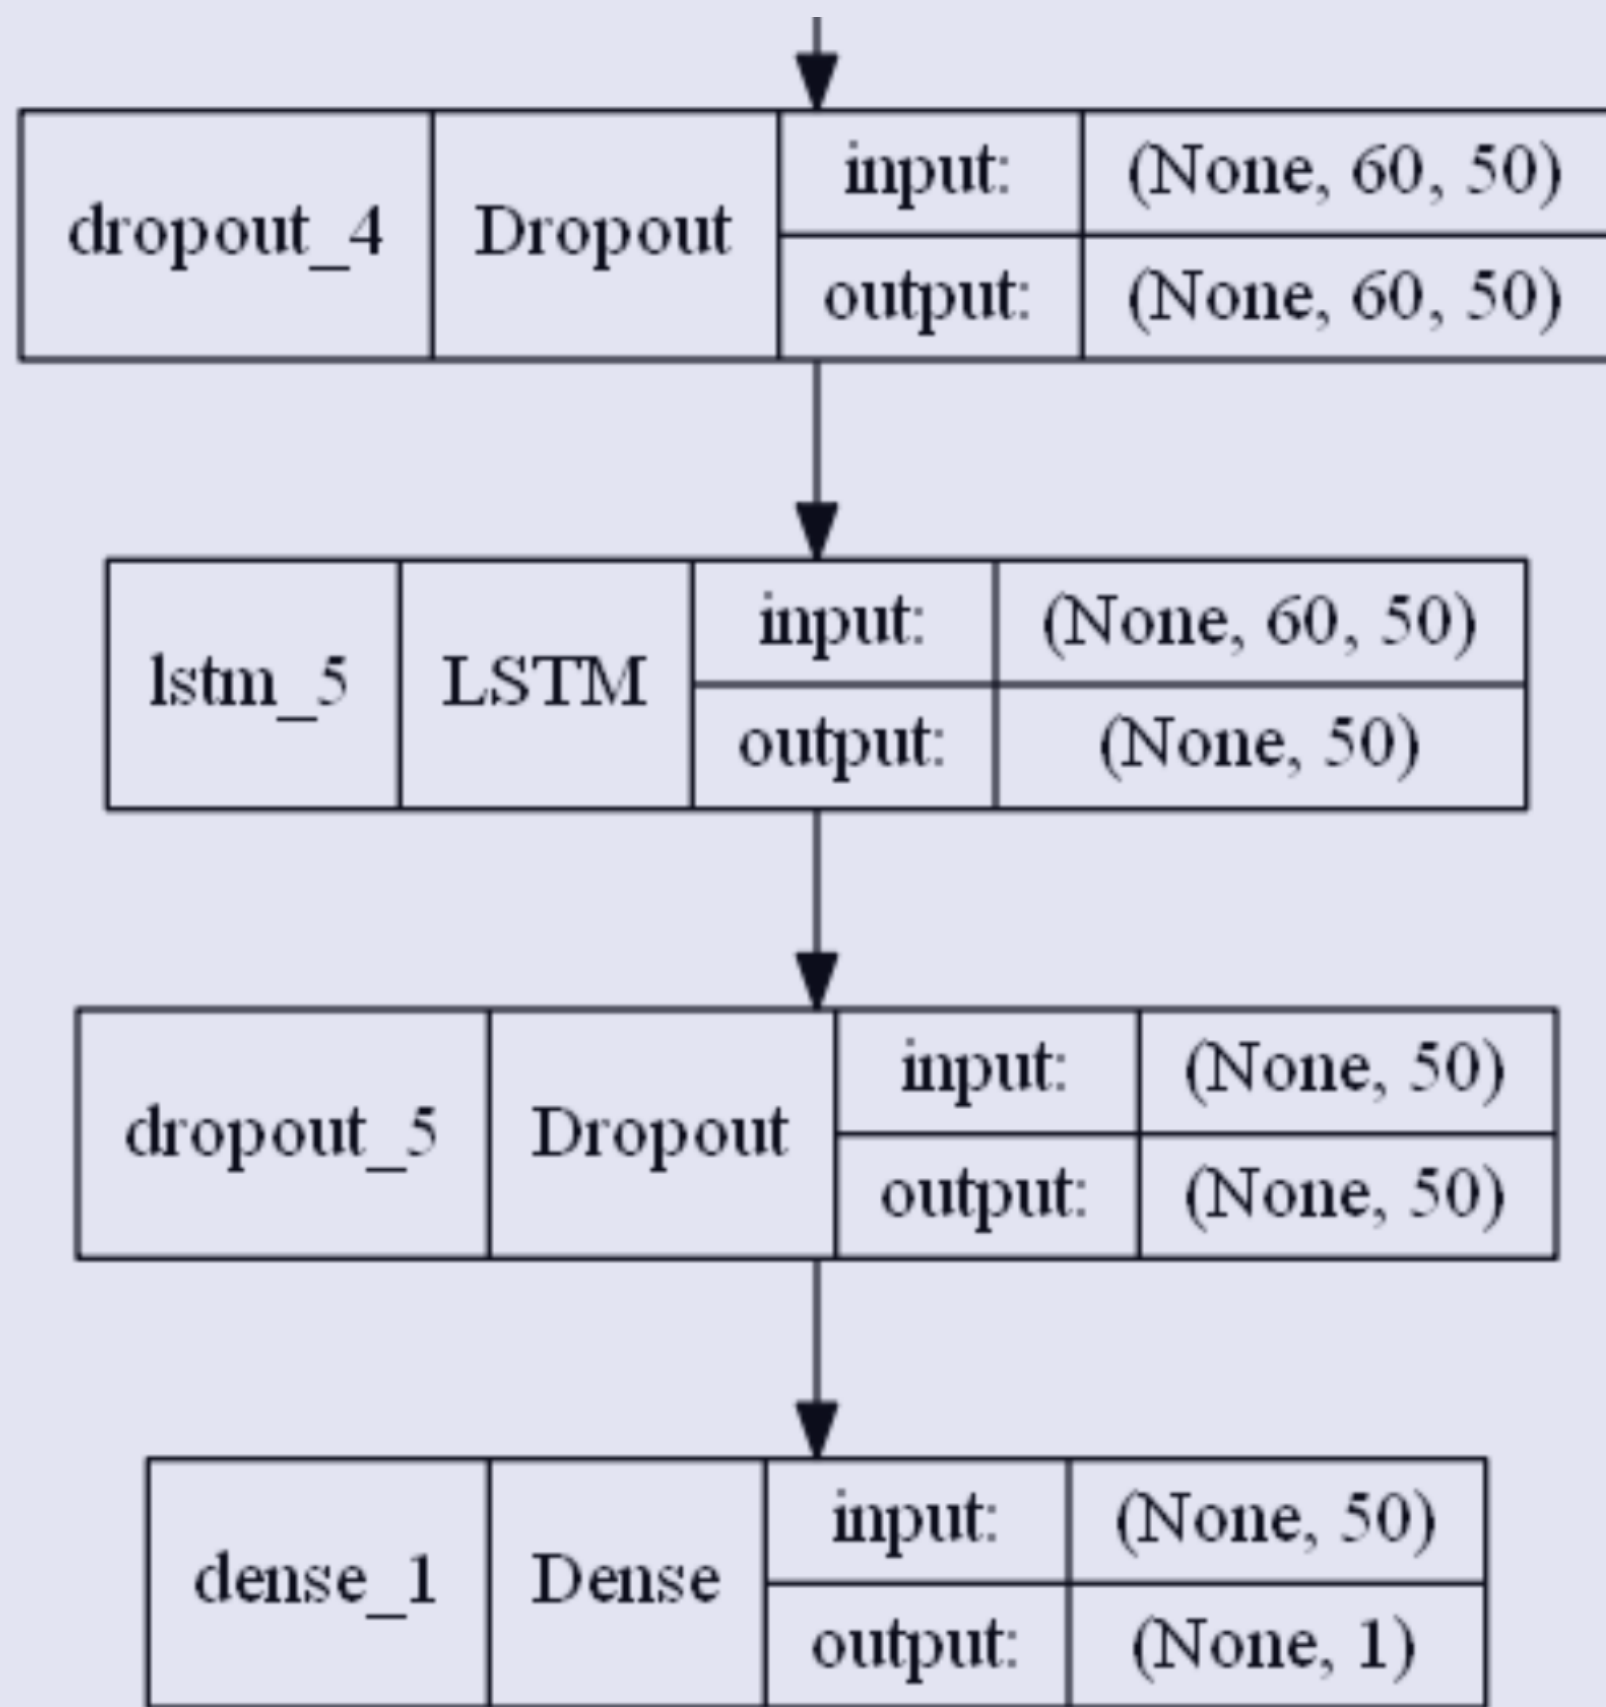 dropout_4 Dropout input: (None, 60, 50)
output: (None, 60, 50)
lstm_5 LSTM input: (None, 60, 50)
output: (None, 50)
dropout_5 Dropout input: (None, 50)
output: (None, 50)
dense_1 Dense input: (None, 50)
output: (None, 1)